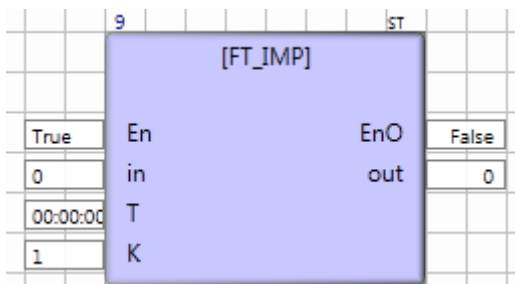 9 ST
[FT_IMP]
True En EnO False
0 in out 0
00:00:00 T
1 K